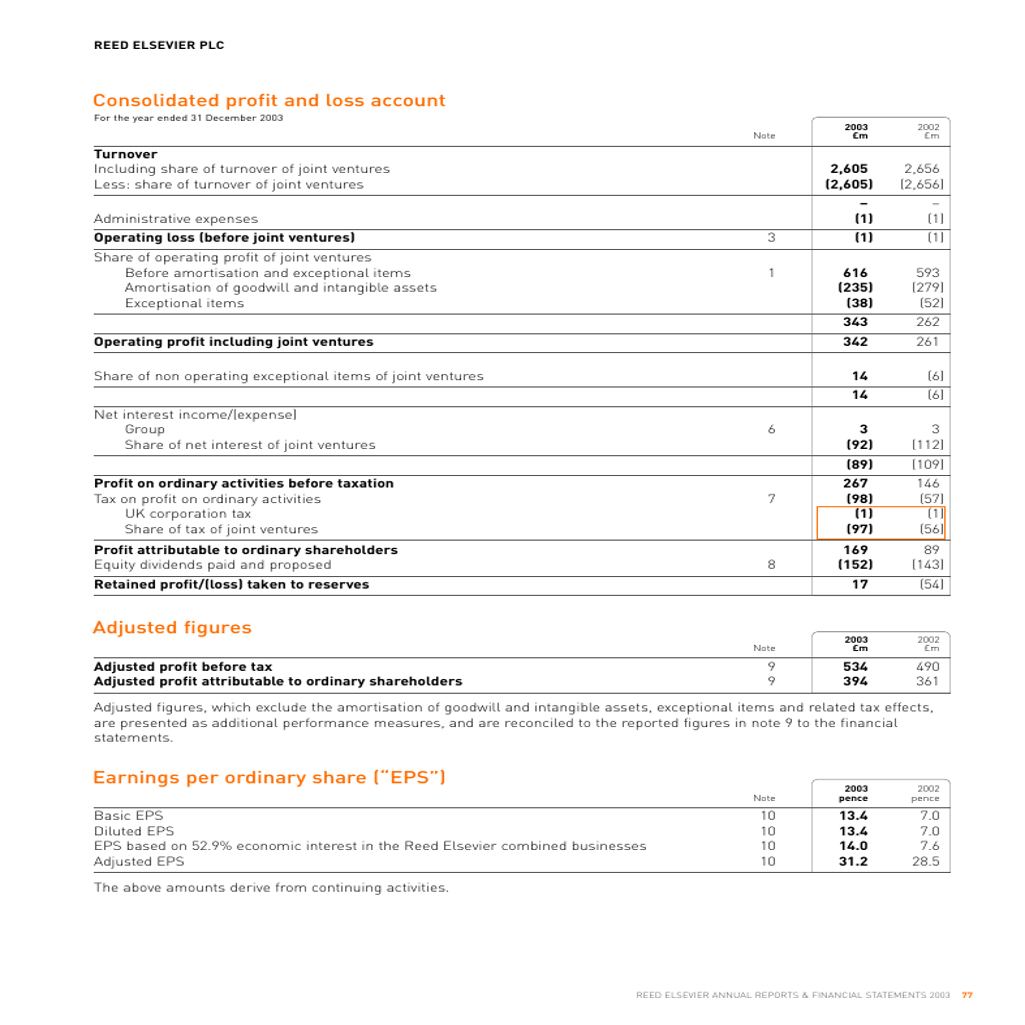 REED ELSEVIER PLC
Consolidated profit and loss account
For the year ended 31 December 2003
Note 2003 £m 2002 £m
Turnover
Including share of turnover of joint ventures 2,605 2,656
Less: share of turnover of joint ventures (2,605) (2,656)
– –
Administrative expenses (1) (1)
Operating loss (before joint ventures) 3 (1) (1)
Share of operating profit of joint ventures
Before amortisation and exceptional items 1 616 593
Amortisation of goodwill and intangible assets (235) (279)
Exceptional items (38) (52)
343 262
Operating profit including joint ventures 342 261
Share of non operating exceptional items of joint ventures 14 (6)
14 (6)
Net interest income/(expense)
Group 6 3 3
Share of net interest of joint ventures (92) (112)
(89) (109)
Profit on ordinary activities before taxation 267 146
Tax on profit on ordinary activities 7 (98) (57)
UK corporation tax (1) (1)
Share of tax of joint ventures (97) (56)
Profit attributable to ordinary shareholders 169 89
Equity dividends paid and proposed 8 (152) (143)
Retained profit/(loss) taken to reserves 17 (54)
Adjusted figures
Note 2003 £m 2002 £m
Adjusted profit before tax 9 534 490
Adjusted profit attributable to ordinary shareholders 9 394 361
Adjusted figures, which exclude the amortisation of goodwill and intangible assets, exceptional items and related tax effects,
are presented as additional performance measures, and are reconciled to the reported figures in note 9 to the financial
statements.
Earnings per ordinary share (“EPS”)
Note 2003 pence 2002 pence
Basic EPS 10 13.4 7.0
Diluted EPS 10 13.4 7.0
EPS based on 52.9% economic interest in the Reed Elsevier combined businesses 10 14.0 7.6
Adjusted EPS 10 31.2 28.5
The above amounts derive from continuing activities.
REED ELSEVIER ANNUAL REPORTS & FINANCIAL STATEMENTS 2003 77